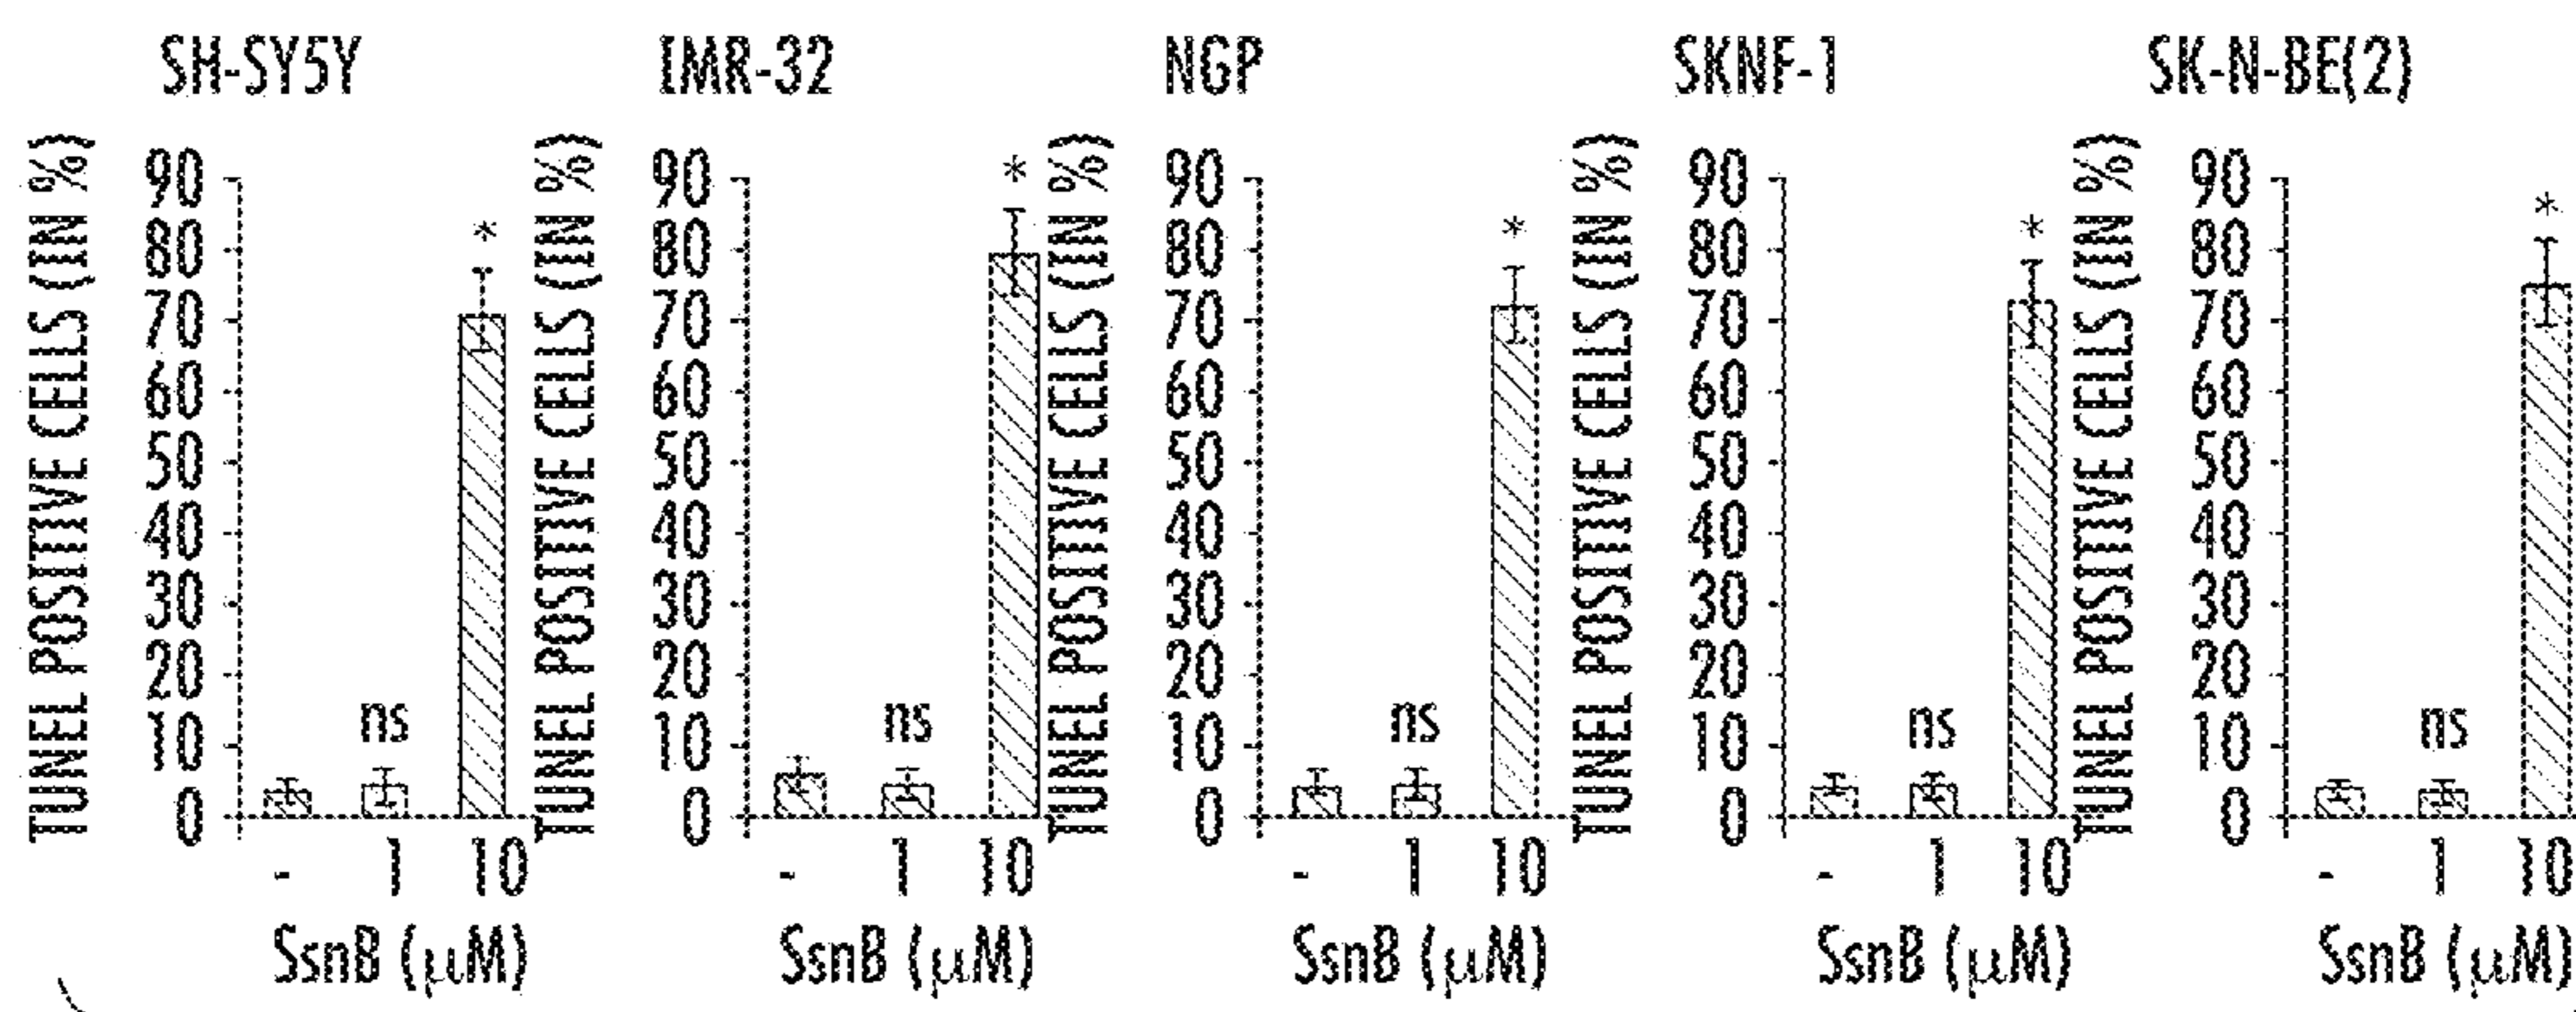 SH-SY5Y
TUNEL POSITIVE CELLS (IN %)
90
80
70
60
50
40
30
20
10
0
ns
*
- 1 10
SsnB (µM)
IMR-32
TUNEL POSITIVE CELLS (IN %)
90
80
70
60
50
40
30
20
10
0
ns
*
- 1 10
SsnB (µM)
NGP
TUNEL POSITIVE CELLS (IN %)
90
80
70
60
50
40
30
20
10
0
ns
*
- 1 10
SsnB (µM)
SKNF-1
TUNEL POSITIVE CELLS (IN %)
90
80
70
60
50
40
30
20
10
0
ns
*
- 1 10
SsnB (µM)
SK-N-BE(2)
TUNEL POSITIVE CELLS (IN %)
90
80
70
60
50
40
30
20
10
0
ns
*
- 1 10
SsnB (µM)